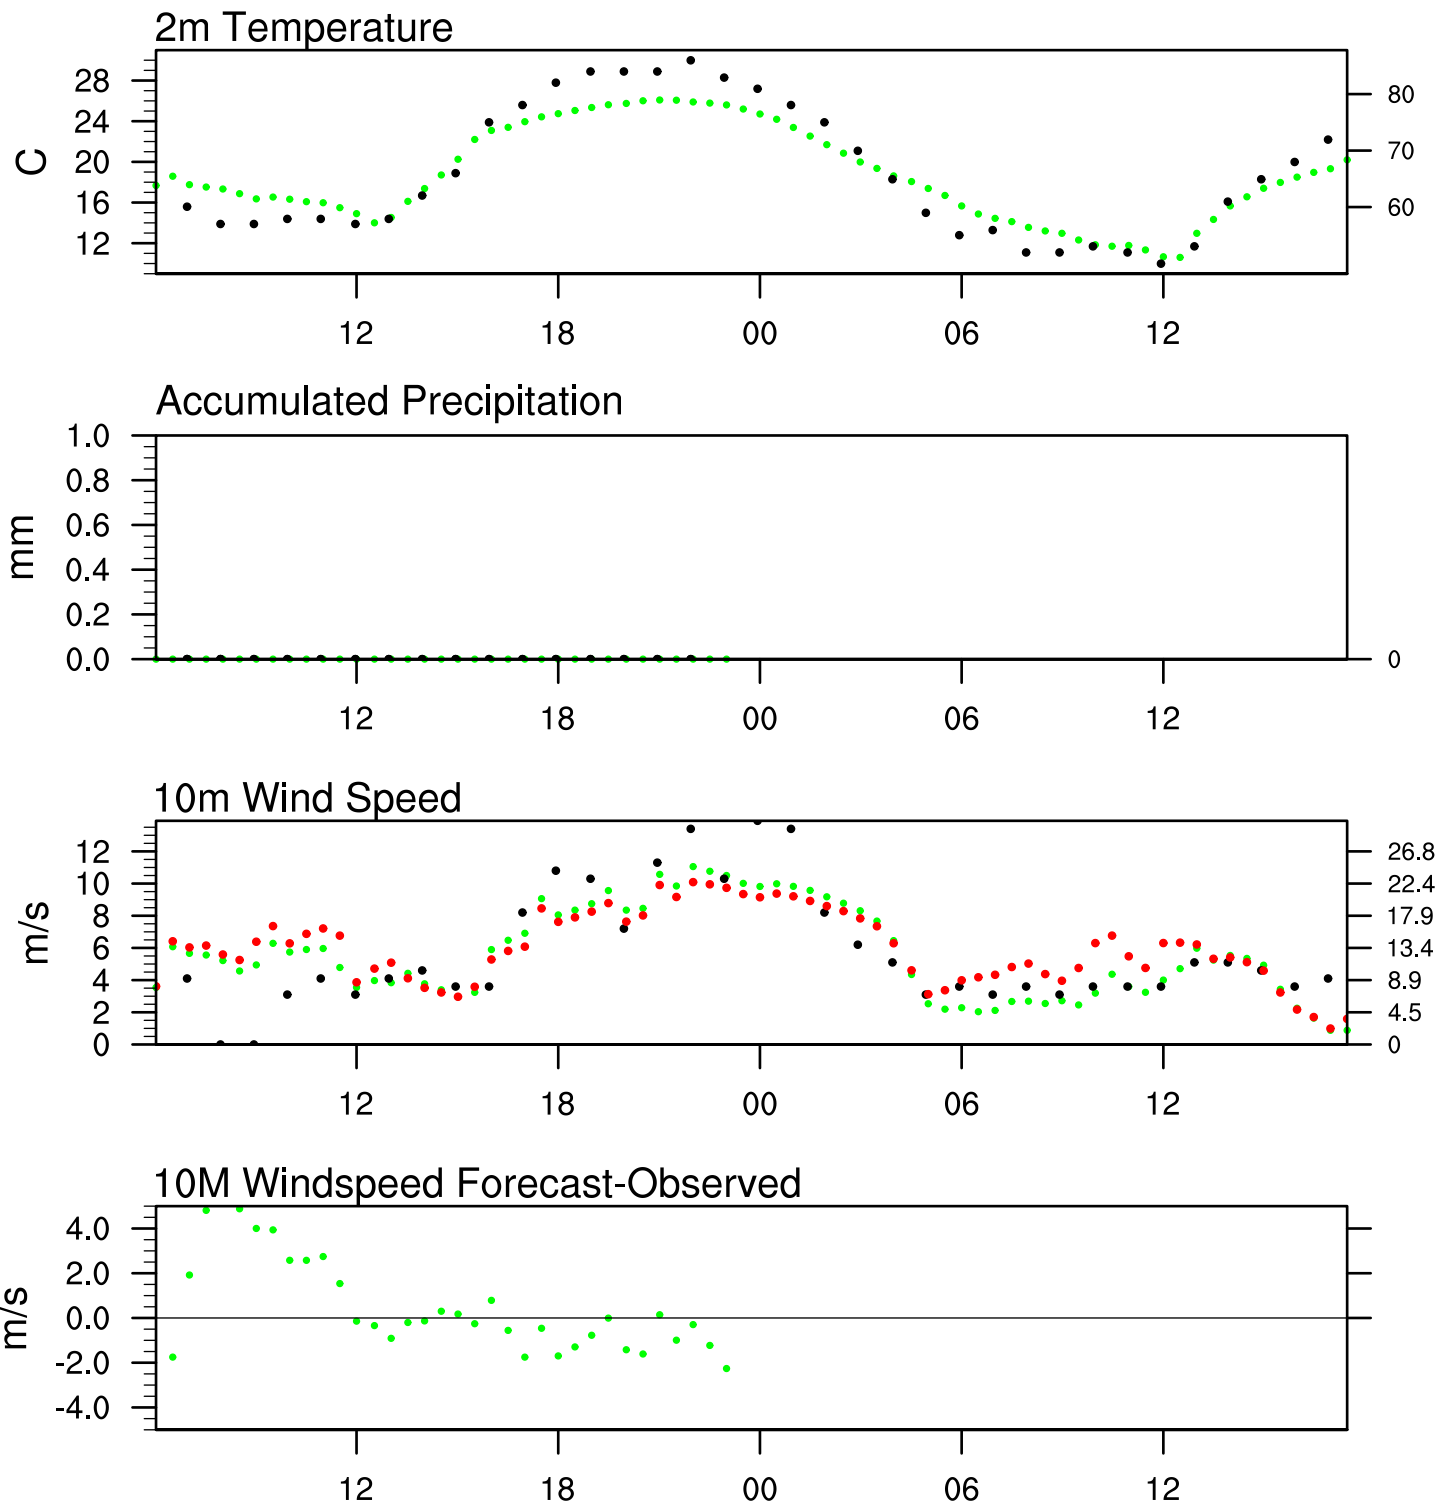 2m Temperature
C
28
24
20
16
12
80
70
60
12 18 00 06 12
Accumulated Precipitation
mm
1.0
0.8
0.6
0.4
0.2
0.0
0
12 18 00 06 12
10m Wind Speed
m/s
12
10
8
6
4
2
0
26.8
22.4
17.9
13.4
8.9
4.5
0
12 18 00 06 12
10M Windspeed Forecast-Observed
m/s
4.0
2.0
0.0
-2.0
-4.0
12 18 00 06 12